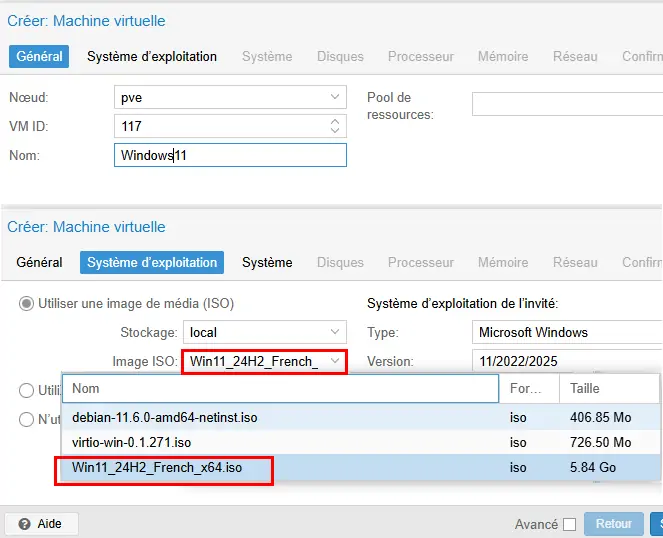 Créer: Machine virtuelle
Général Système d'exploitation Système Disques Processeur Mémoire Réseau Confirm
Nœud: pve Pool de
ressources:
VM ID: 117
Nom: Windows11
Créer: Machine virtuelle
Général Système d'exploitation Système Disques Processeur Mémoire Réseau Confirm
Utiliser une image de média (ISO) Système d'exploitation de l'invité:
Stockage: local Type: Microsoft Windows
Image ISO: Win11_24H2_French_ Version: 11/2022/2025
Utili Nom For... Taille
debian-11.6.0-amd64-netinst.iso iso 406.85 Mo
N'ut
virtio-win-0.1.271.iso iso 726.50 Mo
Win11_24H2_French_x64.iso iso 5.84 Go
Aide Avancé Retour S